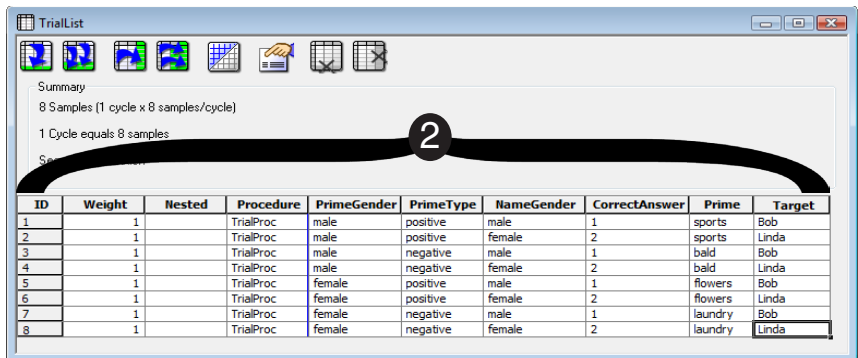 TrialList
Summary
8 Samples (1 cycle x 8 samples/cycle)
1 Cycle equals 8 samples
2
ID Weight Nested Procedure PrimeGender PrimeType NameGender CorrectAnswer Prime Target
1 1 TrialProc male positive male 1 sports Bob
2 1 TrialProc male positive female 2 sports Linda
3 1 TrialProc male negative male 1 bald Bob
4 1 TrialProc male negative female 2 bald Linda
5 1 TrialProc female positive male 1 flowers Bob
6 1 TrialProc female positive female 2 flowers Linda
7 1 TrialProc female negative male 1 laundry Bob
8 1 TrialProc female negative female 2 laundry Linda